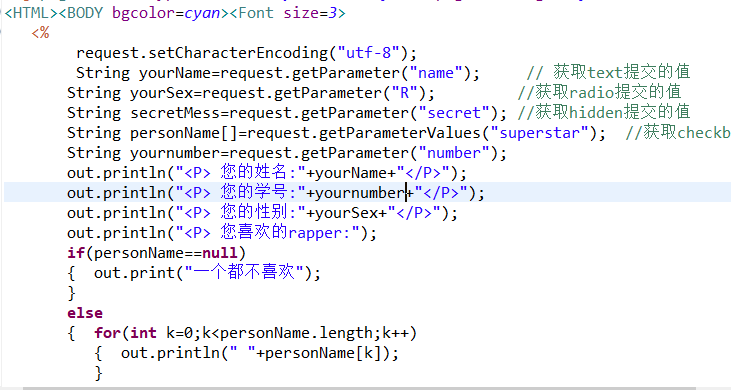 <HTML><BODY bgcolor=cyan><Font size=3>
<%
request.setCharacterEncoding("utf-8");
String yourName=request.getParameter("name");     // 获取text提交的值
String yourSex=request.getParameter("R");         //获取radio提交的值
String secretMess=request.getParameter("secret"); //获取hidden提交的值
String personName[]=request.getParameterValues("superstar");  //获取checkb
String yournumber=request.getParameter("number");
out.println("<P> 您的姓名:"+yourName+"</P>");
out.println("<P> 您的学号:"+yournumber+"</P>");
out.println("<P> 您的性别:"+yourSex+"</P>");
out.println("<P> 您喜欢的rapper:");
if(personName==null)
{  out.print("一个都不喜欢");
}
else
{  for(int k=0;k<personName.length;k++)
{  out.println(" "+personName[k]);
}